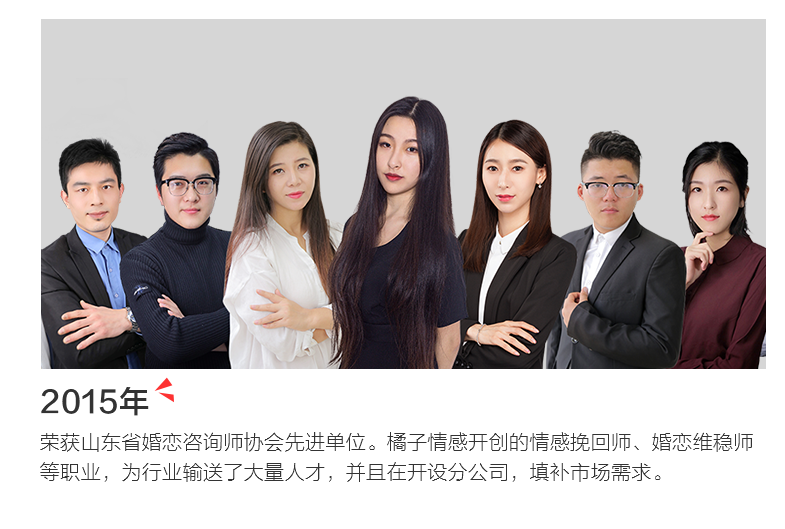 2015年
荣获山东省婚恋咨询师协会先进单位。橘子情感开创的情感挽回师、婚恋维稳师
等职业，为行业输送了大量人才，并且在开设分公司，填补市场需求。